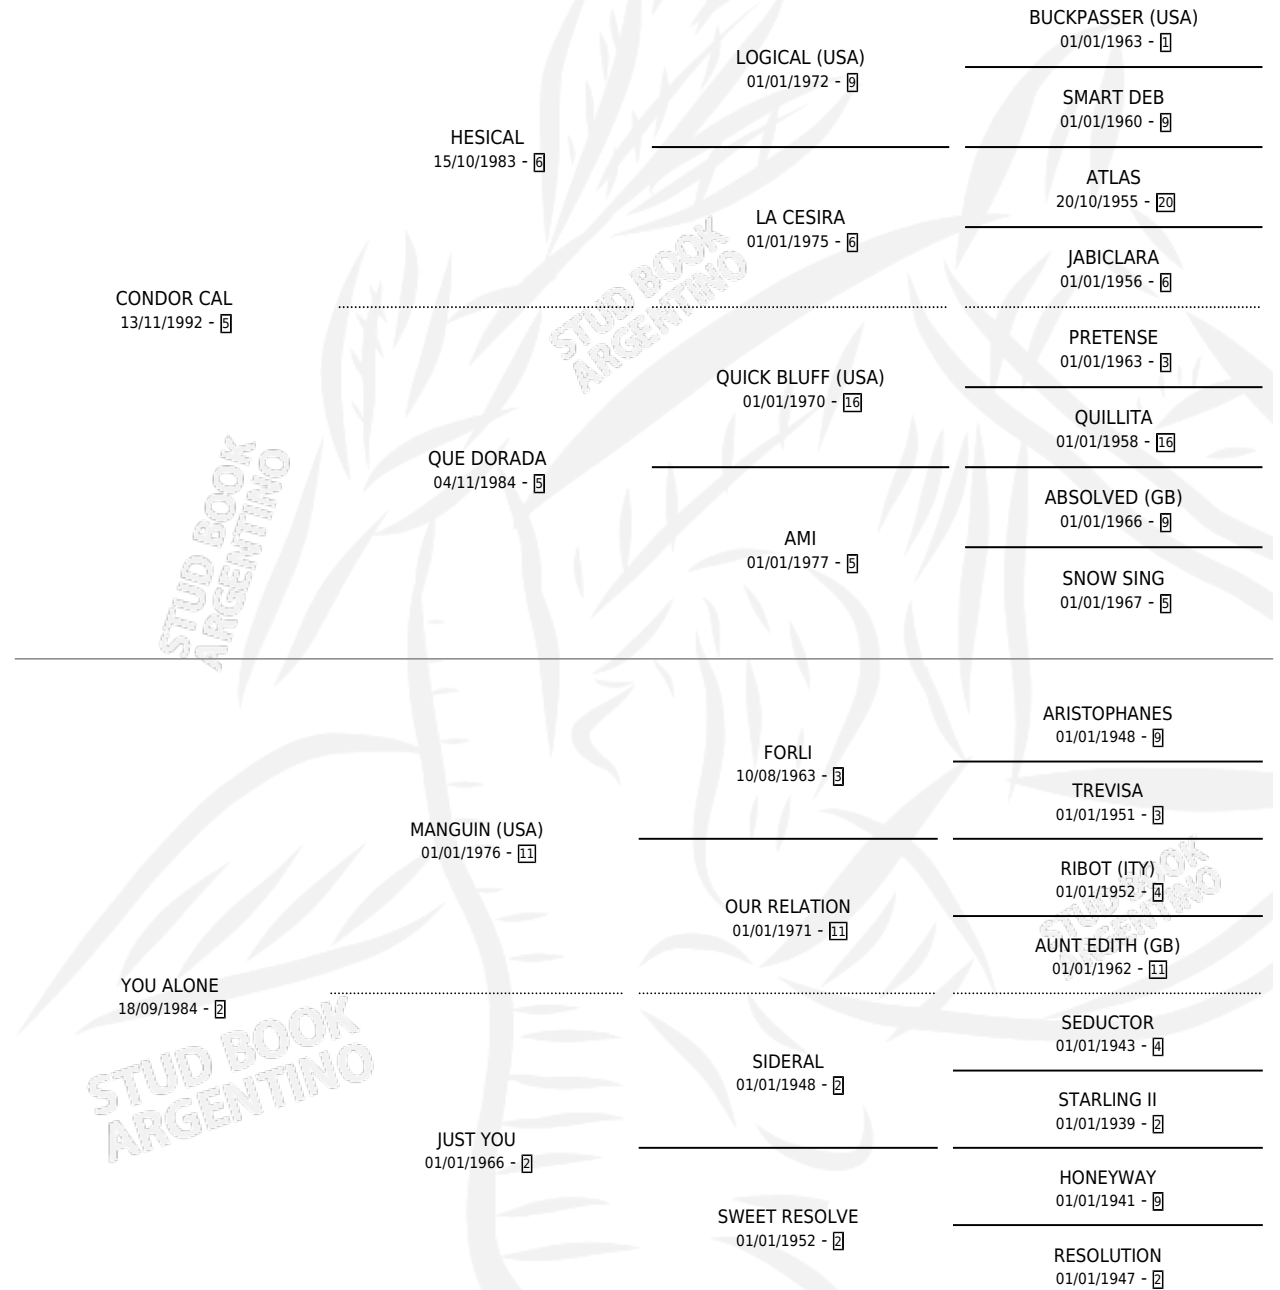 BUCKPASSER (USA)
01/01/1963 - 1
LOGICAL (USA)
01/01/1972 - 9
SMART DEB
01/01/1960 - 9
HESICAL
15/10/1983 - 6
ATLAS
20/10/1955 - 20
LA CESIRA
01/01/1975 - 6
JABICLARA
01/01/1956 - 6
CONDOR CAL
13/11/1992 - 5
PRETENSE
01/01/1963 - 3
QUICK BLUFF (USA)
01/01/1970 - 16
QUILLITA
01/01/1958 - 16
QUE DORADA
04/11/1984 - 5
ABSOLVED (GB)
01/01/1966 - 9
AMI
01/01/1977 - 5
SNOW SING
01/01/1967 - 5
ARISTOPHANES
01/01/1948 - 9
FORLI
10/08/1963 - 3
TREVISA
01/01/1951 - 3
MANGUIN (USA)
01/01/1976 - 11
RIBOT (ITY)
01/01/1952 - 4
OUR RELATION
01/01/1971 - 11
AUNT EDITH (GB)
01/01/1962 - 11
YOU ALONE
18/09/1984 - 2
SEDUCTOR
01/01/1943 - 4
SIDERAL
01/01/1948 - 2
STARLING II
01/01/1939 - 2
JUST YOU
01/01/1966 - 2
HONEYWAY
01/01/1941 - 9
SWEET RESOLVE
01/01/1952 - 2
RESOLUTION
01/01/1947 - 2
STUD BOOK
ARGENTINO
STUD BOOK
ARGENTINO
STUD BOOK
ARGENTINO
STUD BOOK
ARGENTINO